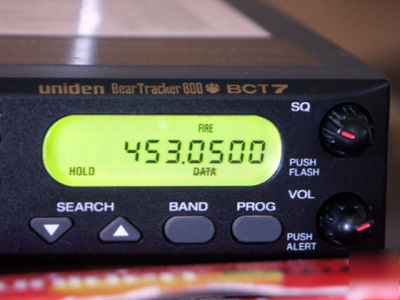 uniden BearTracker 800 BCT7
SQ
FIRE
453.0500
HOLD DATA
PUSH
FLASH
SEARCH BAND PROG
VOL
PUSH
ALERT